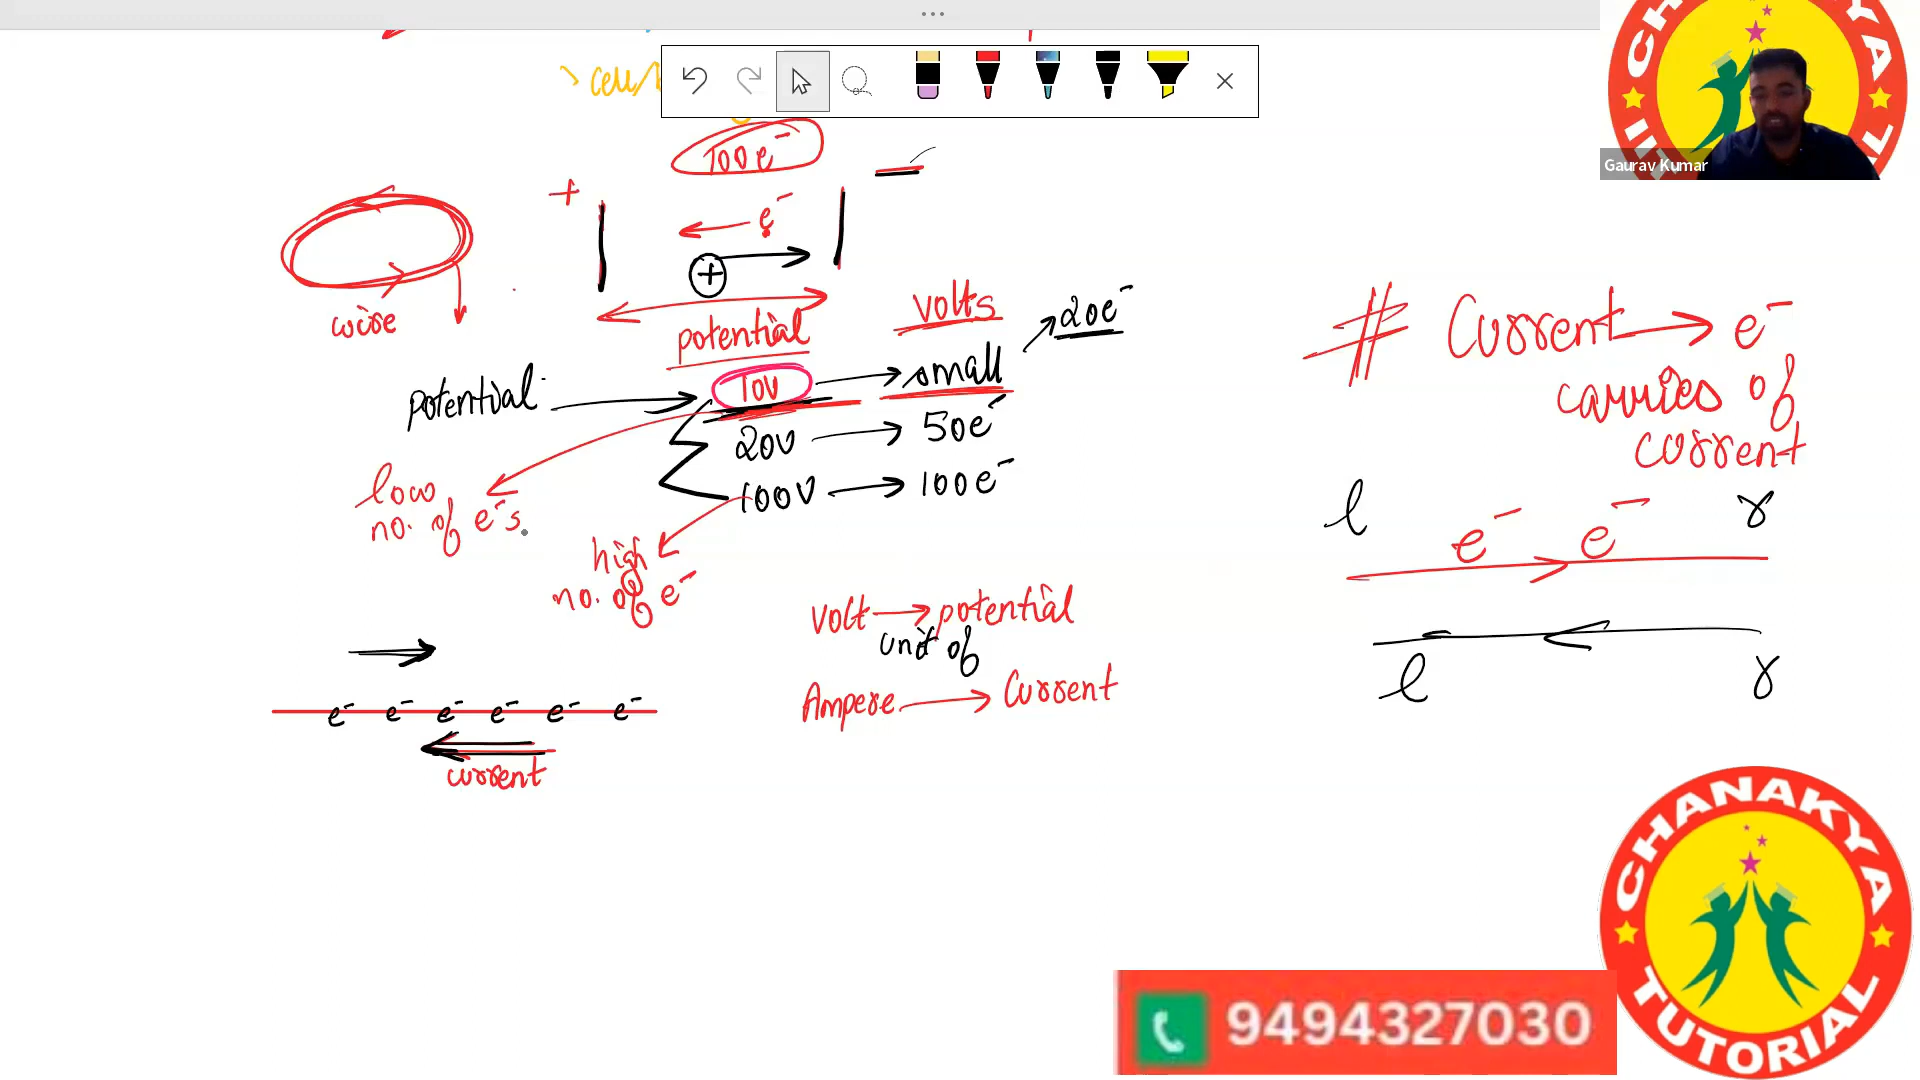 cell/
100e⁻
+
e⁻
+
wire
potential
volts
20e⁻
potential
10V
small
20V
50e⁻
100V
100e⁻
low
no. of e⁻s
high
no. of e⁻
Volt → potential
unit of
Ampere → Current
e⁻ e⁻ e⁻ e⁻ e⁻ e⁻
current
# Current → e⁻
carries of
current
l
r
e⁻ e⁻
l
r
Gaurav Kumar
CHANAKYA
TUTORIAL
9494327030